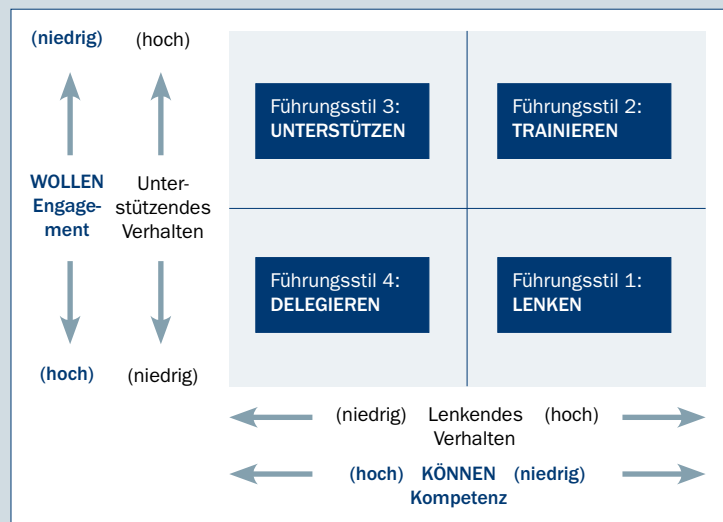 (niedrig) (hoch)
Führungsstil 3: Führungsstil 2:
UNTERSTÜTZEN TRAINIEREN
WOLLEN Unter-
Engage- stützendes
ment Verhalten
Führungsstil 4: Führungsstil 1:
DELEGIEREN LENKEN
(hoch) (niedrig)
(niedrig) Lenkendes (hoch)
Verhalten
(hoch) KÖNNEN (niedrig)
Kompetenz